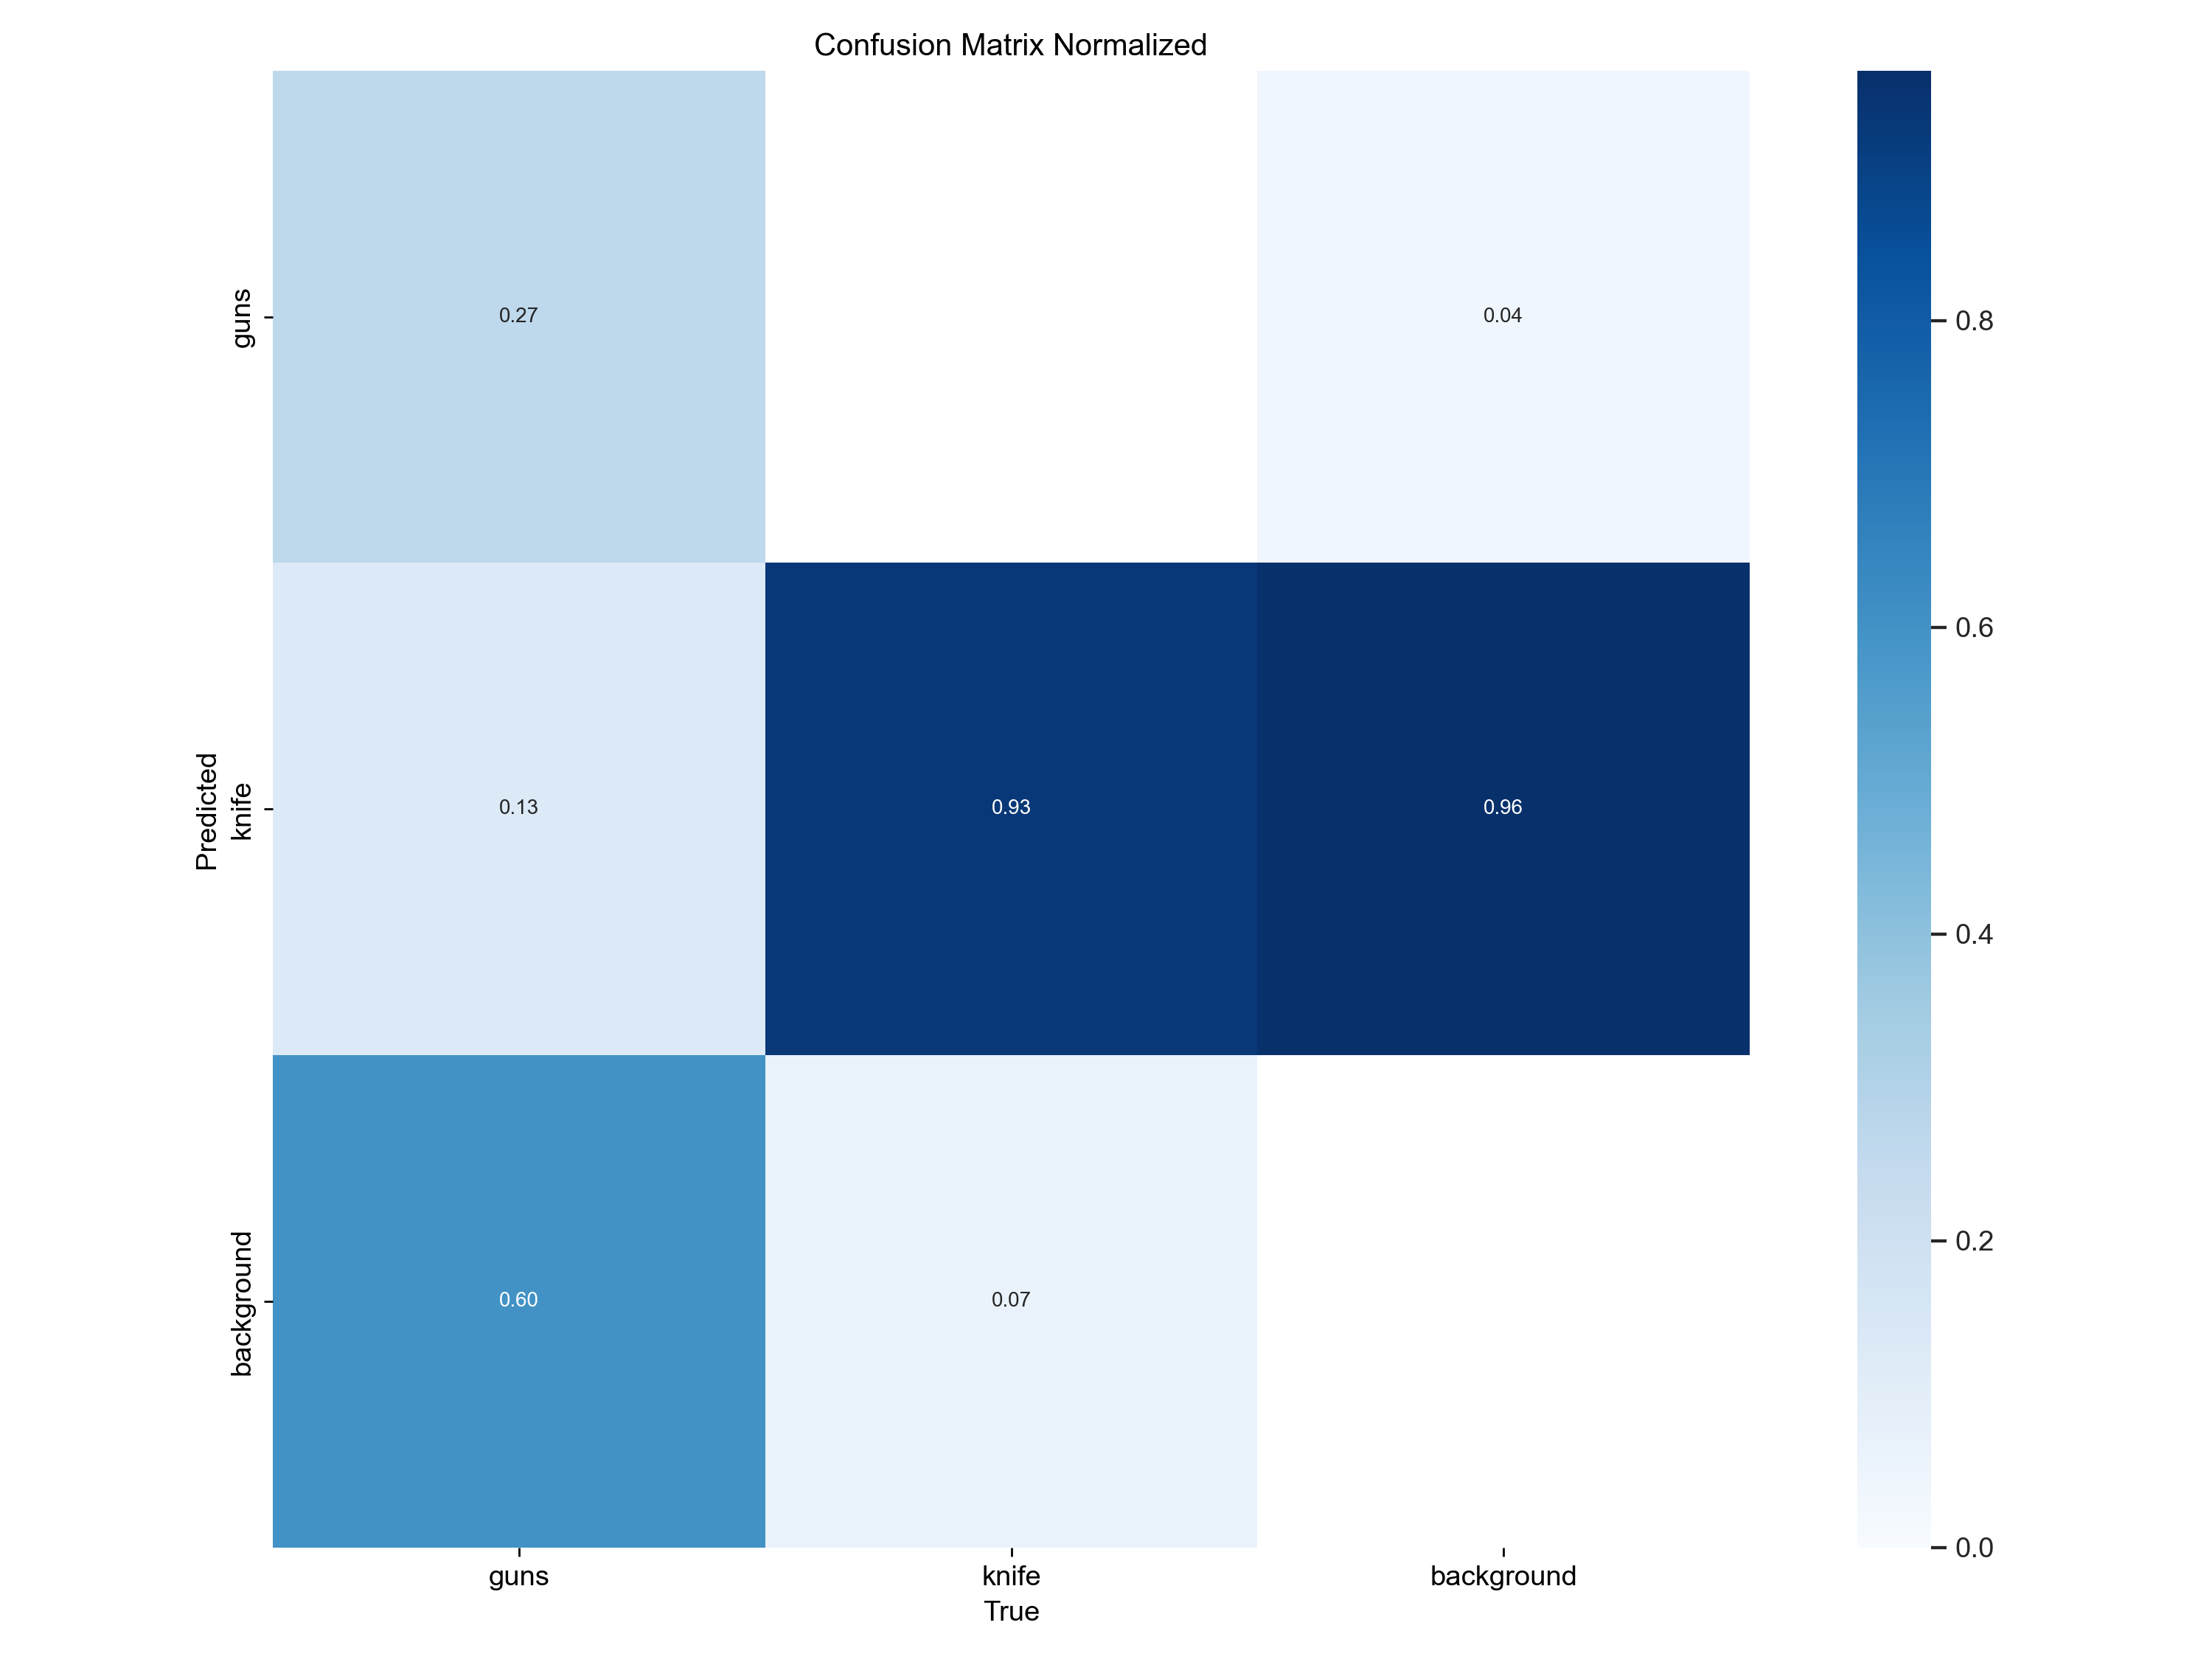 Confusion Matrix Normalized
guns
0.27
0.04
0.8
0.6
Predicted
knife
0.13
0.93
0.96
0.4
background
0.60
0.07
0.2
0.0
guns
knife
background
True